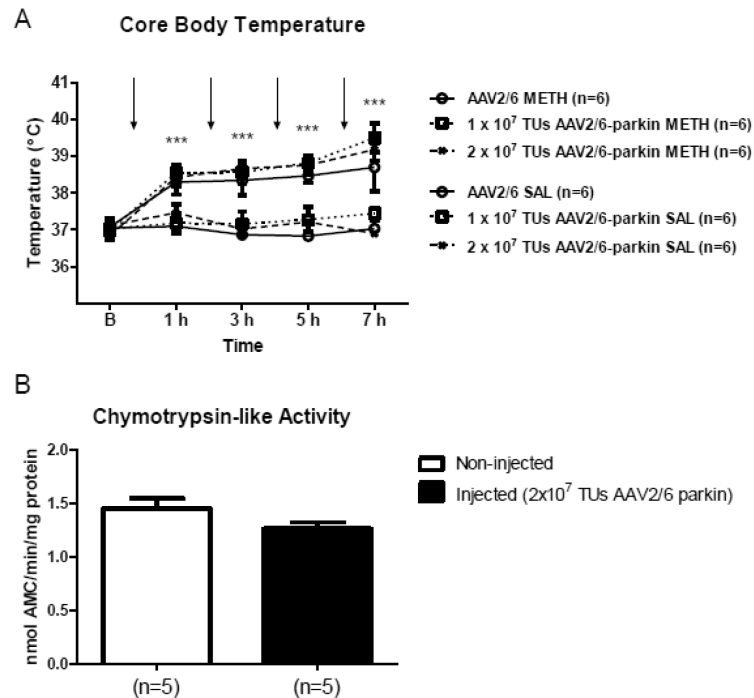 A
Core Body Temperature
Temperature (°C)
41
40
39
38
37
36
*** *** *** ***
B 1 h 3 h 5 h 7 h
Time
AAV2/6 METH (n=6)
1 x 10⁷ TUs AAV2/6-parkin METH (n=6)
2 x 10⁷ TUs AAV2/6-parkin METH (n=6)
AAV2/6 SAL (n=6)
1 x 10⁷ TUs AAV2/6-parkin SAL (n=6)
2 x 10⁷ TUs AAV2/6-parkin SAL (n=6)
B
Chymotrypsin-like Activity
nmol AMC/min/mg protein
2.0
1.5
1.0
0.5
0.0
(n=5) (n=5)
Non-injected
Injected (2x10⁷ TUs AAV2/6 parkin)